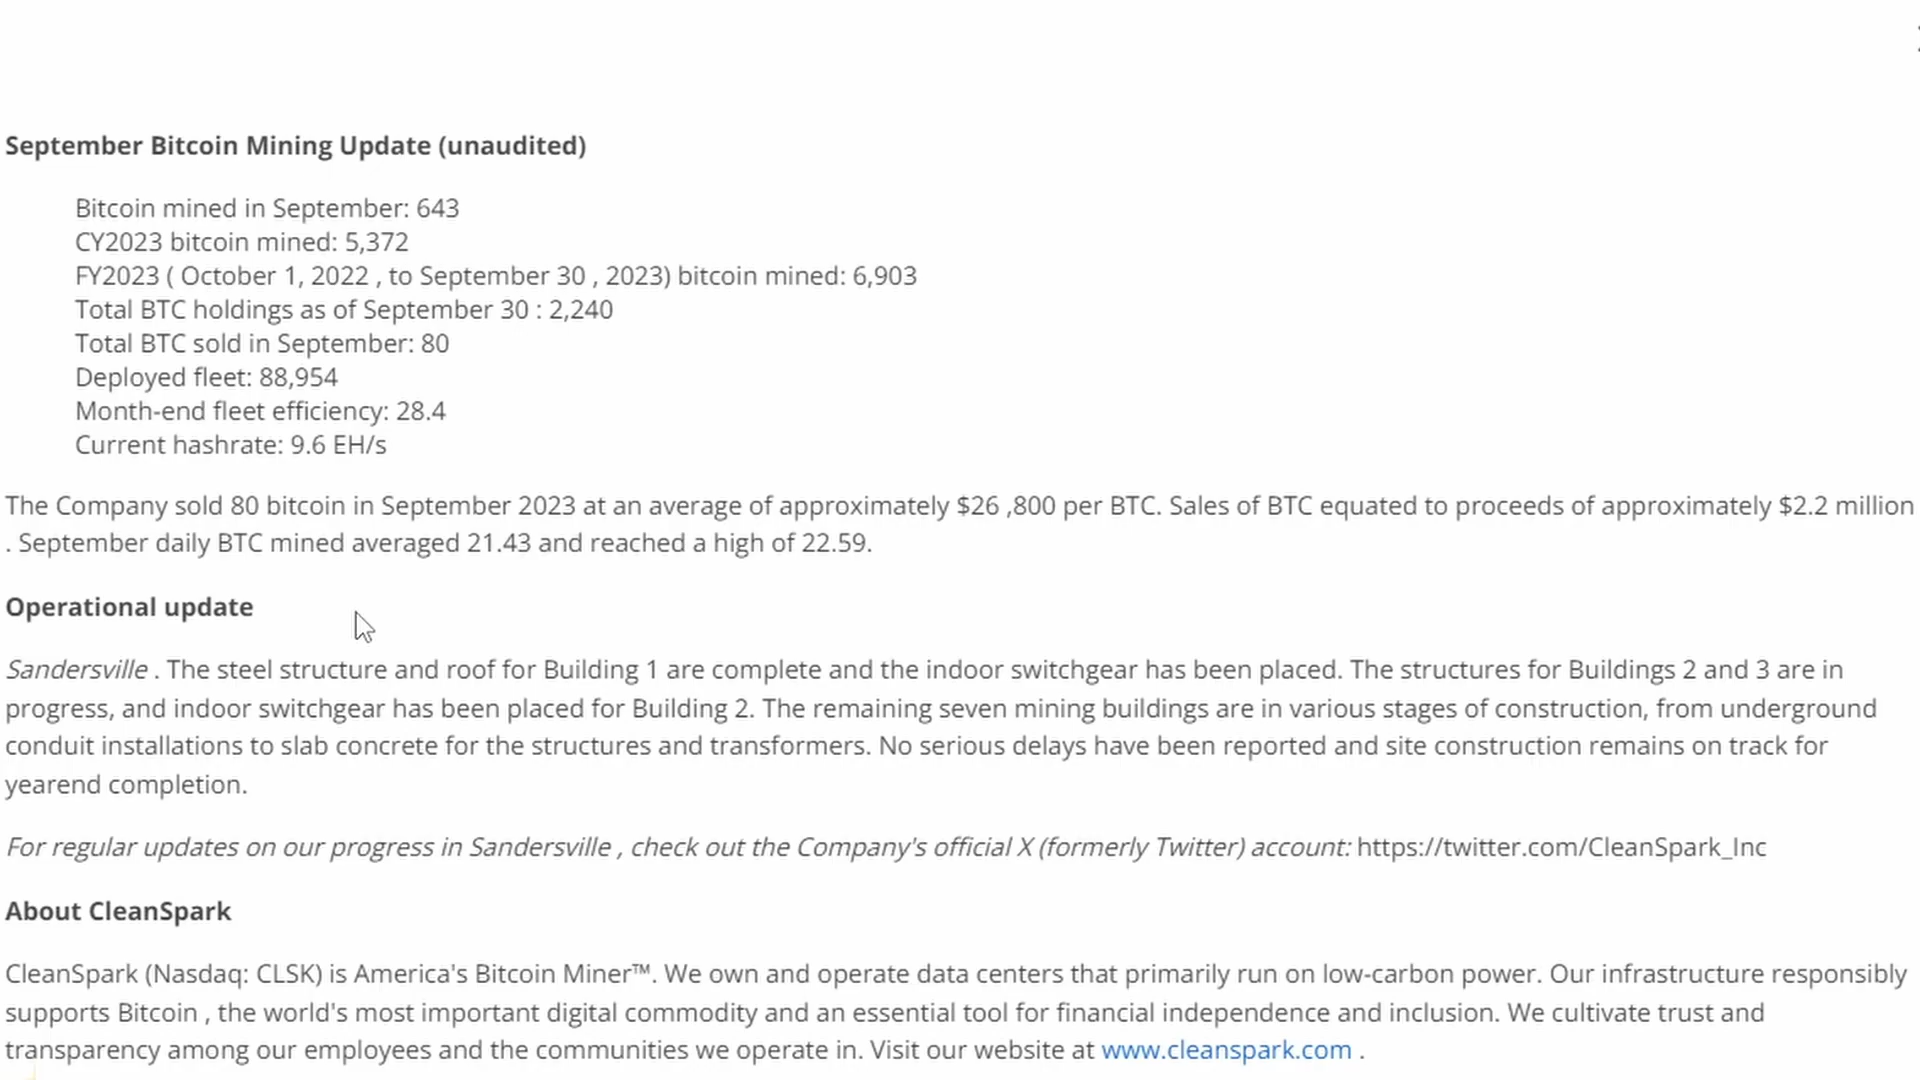 September Bitcoin Mining Update (unaudited)
Bitcoin mined in September: 643
CY2023 bitcoin mined: 5,372
FY2023 ( October 1, 2022 , to September 30 , 2023) bitcoin mined: 6,903
Total BTC holdings as of September 30 : 2,240
Total BTC sold in September: 80
Deployed fleet: 88,954
Month-end fleet efficiency: 28.4
Current hashrate: 9.6 EH/s
The Company sold 80 bitcoin in September 2023 at an average of approximately $26 ,800 per BTC. Sales of BTC equated to proceeds of approximately $2.2 million
. September daily BTC mined averaged 21.43 and reached a high of 22.59.
Operational update
Sandersville . The steel structure and roof for Building 1 are complete and the indoor switchgear has been placed. The structures for Buildings 2 and 3 are in
progress, and indoor switchgear has been placed for Building 2. The remaining seven mining buildings are in various stages of construction, from underground
conduit installations to slab concrete for the structures and transformers. No serious delays have been reported and site construction remains on track for
yearend completion.
For regular updates on our progress in Sandersville , check out the Company's official X (formerly Twitter) account: https://twitter.com/CleanSpark_Inc
About CleanSpark
CleanSpark (Nasdaq: CLSK) is America's Bitcoin Miner™. We own and operate data centers that primarily run on low-carbon power. Our infrastructure responsibly
supports Bitcoin , the world's most important digital commodity and an essential tool for financial independence and inclusion. We cultivate trust and
transparency among our employees and the communities we operate in. Visit our website at www.cleanspark.com .